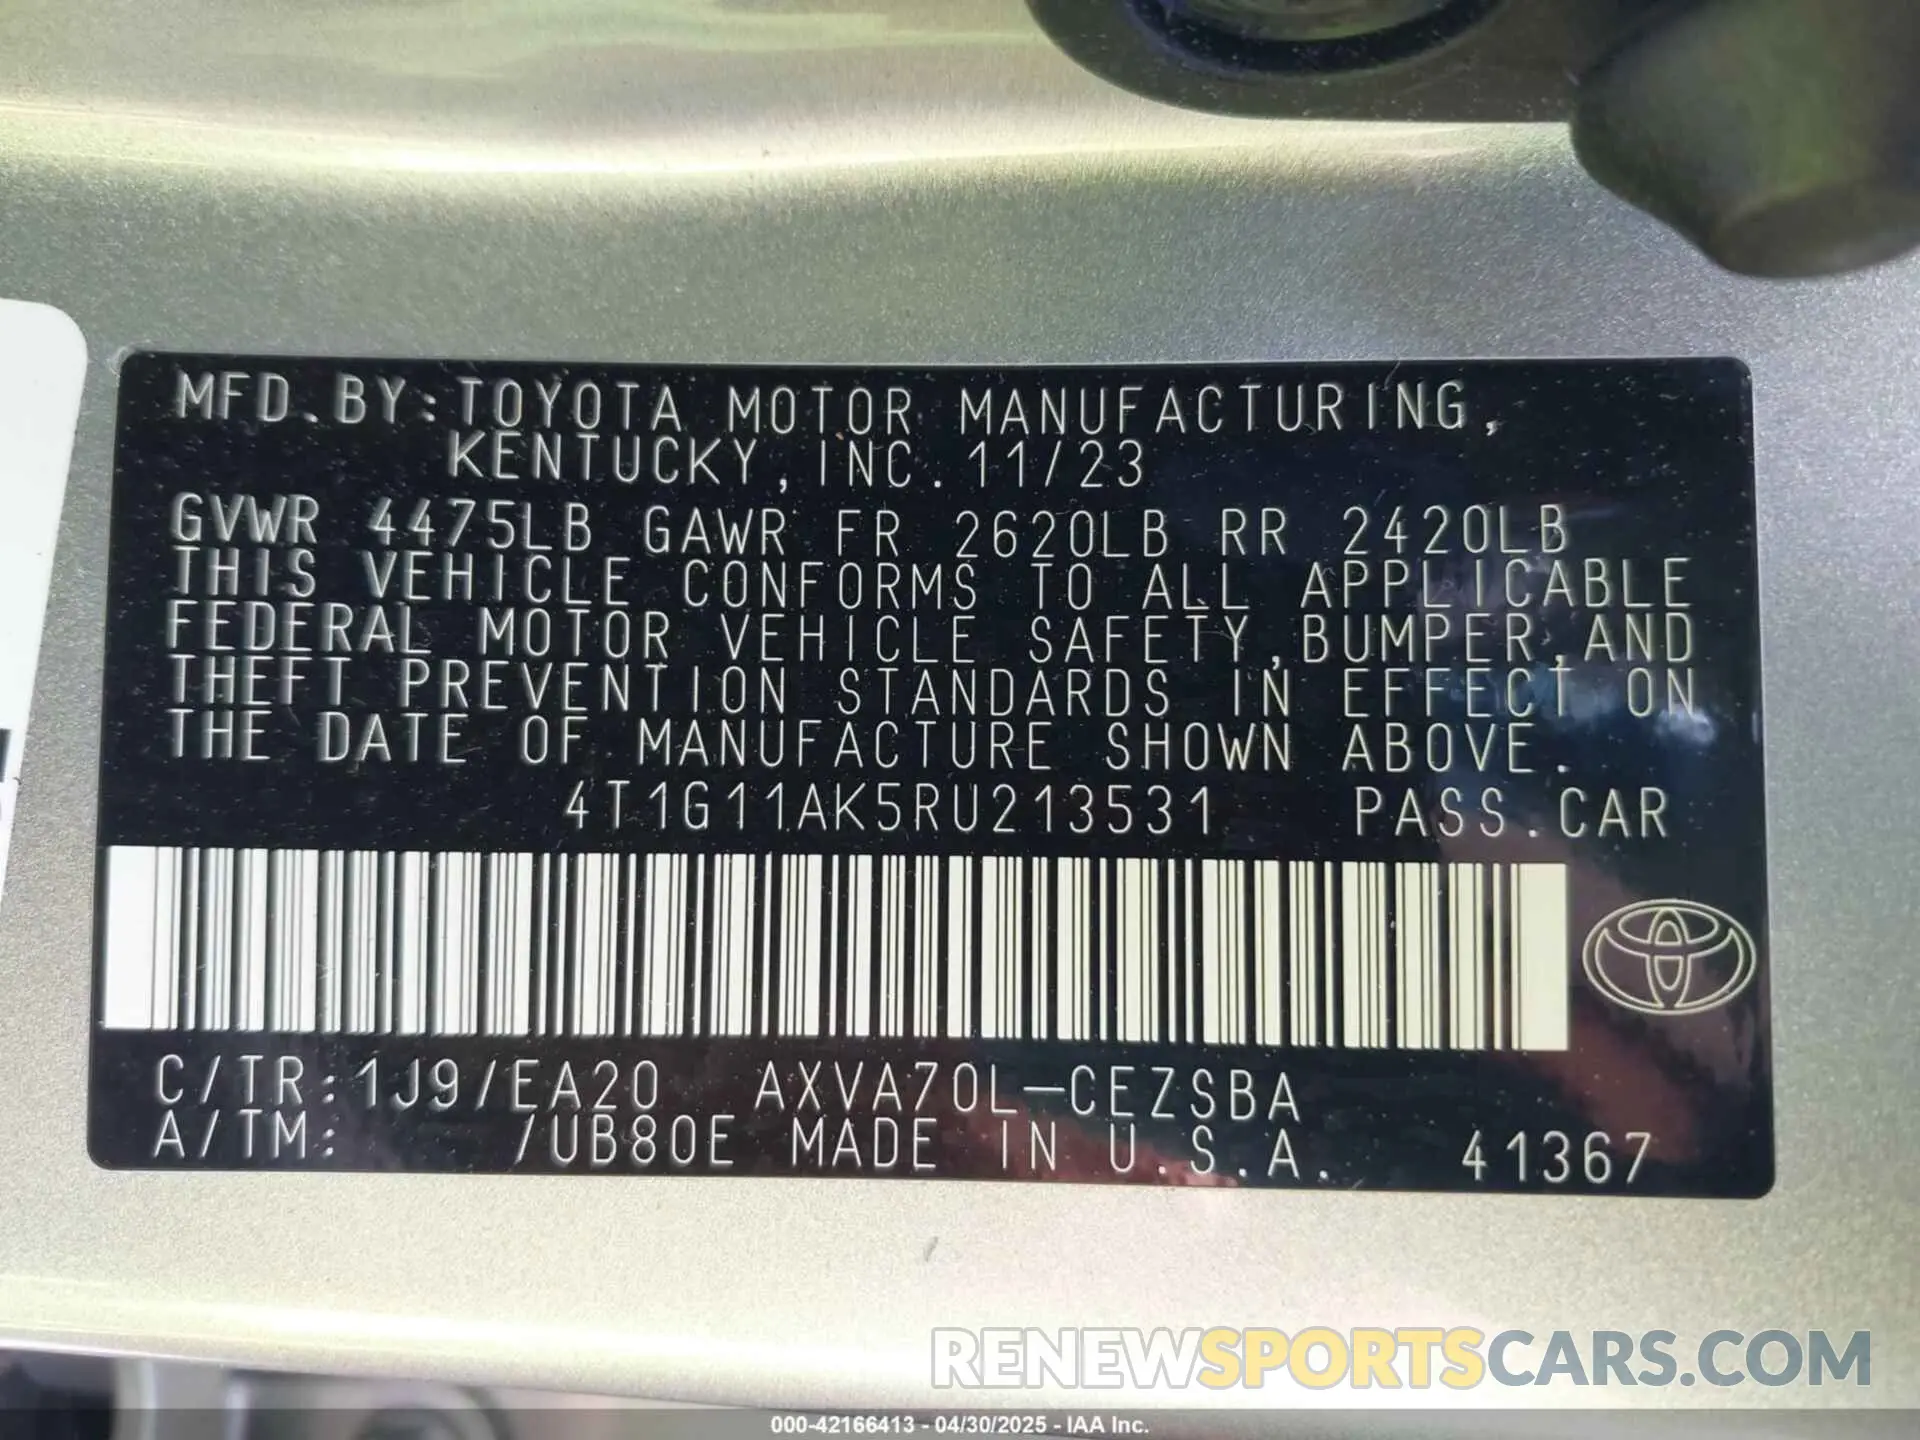 MFD.BY:TOYOTA MOTOR MANUFACTURING,
KENTUCKY,INC.11/23
GVWR 4475LB GAWR FR 2620LB RR 2420LB
THIS VEHICLE CONFORMS TO ALL APPLICABLE
FEDERAL MOTOR VEHICLE SAFETY,BUMPER,AND
THEFT PREVENTION STANDARDS IN EFFECT ON
THE DATE OF MANUFACTURE SHOWN ABOVE.
4T1G11AK5RU213531 PASS.CAR
C/TR:1J9/EA20 AXVA70L-CEZSBA
A/TM: /UB80E MADE IN U.S.A. 41367
RENEWSPORTSCARS.COM
000-42166413 - 04/30/2025 - IAA Inc.